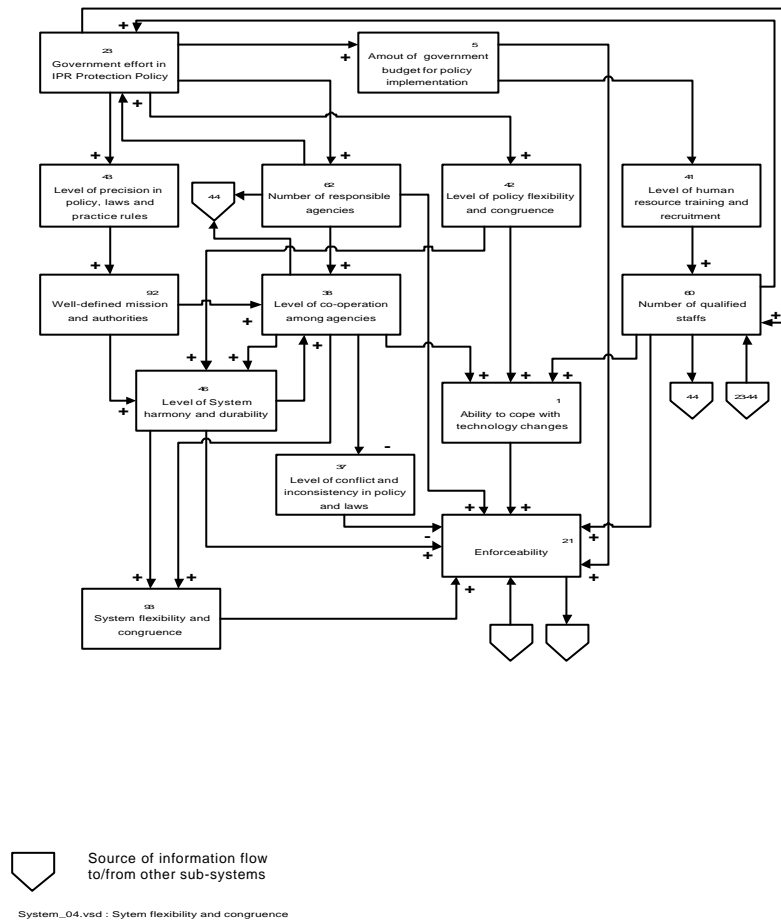 23
Government effort in
IPR Protection Policy
5
Amout of government
budget for policy
implementation
+
+
+
+
+
+
+
43
Level of precision in
policy, laws and
practice rules
44
62
Number of responsible
agencies
42
Level of policy flexibility
and congruence
41
Level of human
resource training and
recruitment
+
+
+
92
Well-defined mission
and authorities
38
Level of co-operation
among agencies
60
Number of qualified
staffs
+
+
+
+
+
+
+
+
+
46
Level of System
harmony and durability
1
Ability to cope with
technology changes
44
23,44
-
37
Level of conflict and
inconsistency in policy
and laws
+
+
21
Enforceability
+
-
+
+
+
+
+
93
System flexibility and
congruence
Source of information flow
to/from other sub-systems
System_04.vsd : Sytem flexibility and congruence